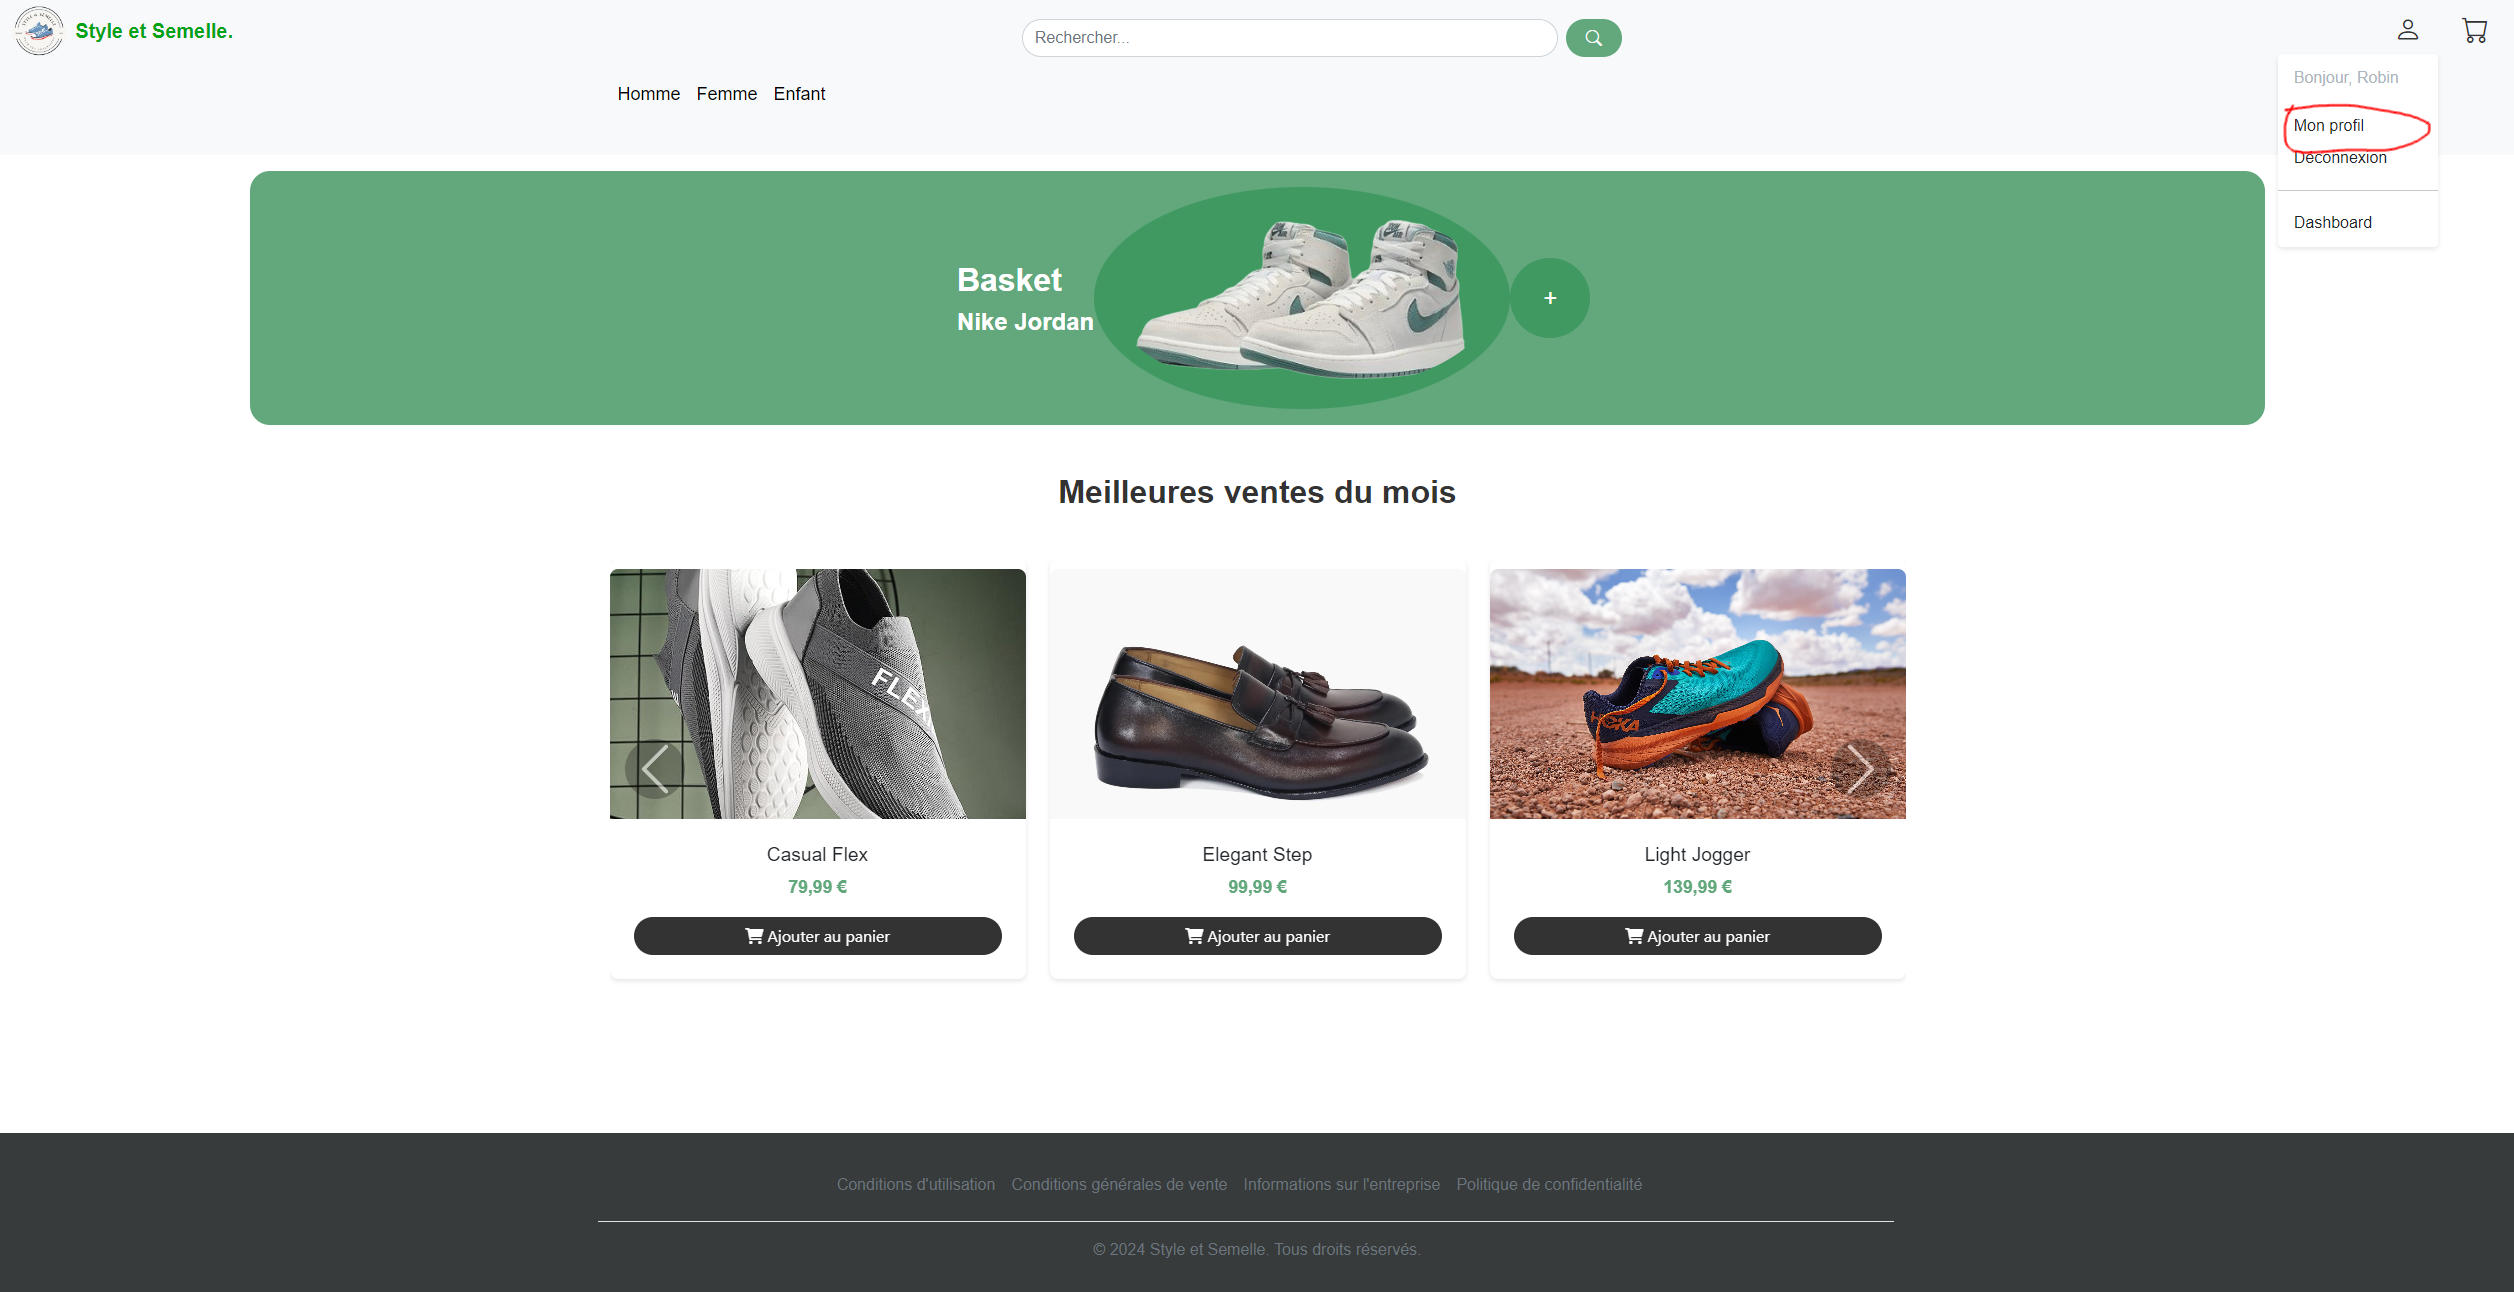 Style et Semelle.
Rechercher...
Bonjour, Robin
Homme Femme Enfant
Mon profil
Déconnexion
Dashboard
Basket
Nike Jordan
+
Meilleures ventes du mois
FLEX
HOKA
Casual Flex
79,99 €
Ajouter au panier
Elegant Step
99,99 €
Ajouter au panier
Light Jogger
139,99 €
Ajouter au panier
Conditions d'utilisation Conditions générales de vente Informations sur l'entreprise Politique de confidentialité
© 2024 Style et Semelle. Tous droits réservés.